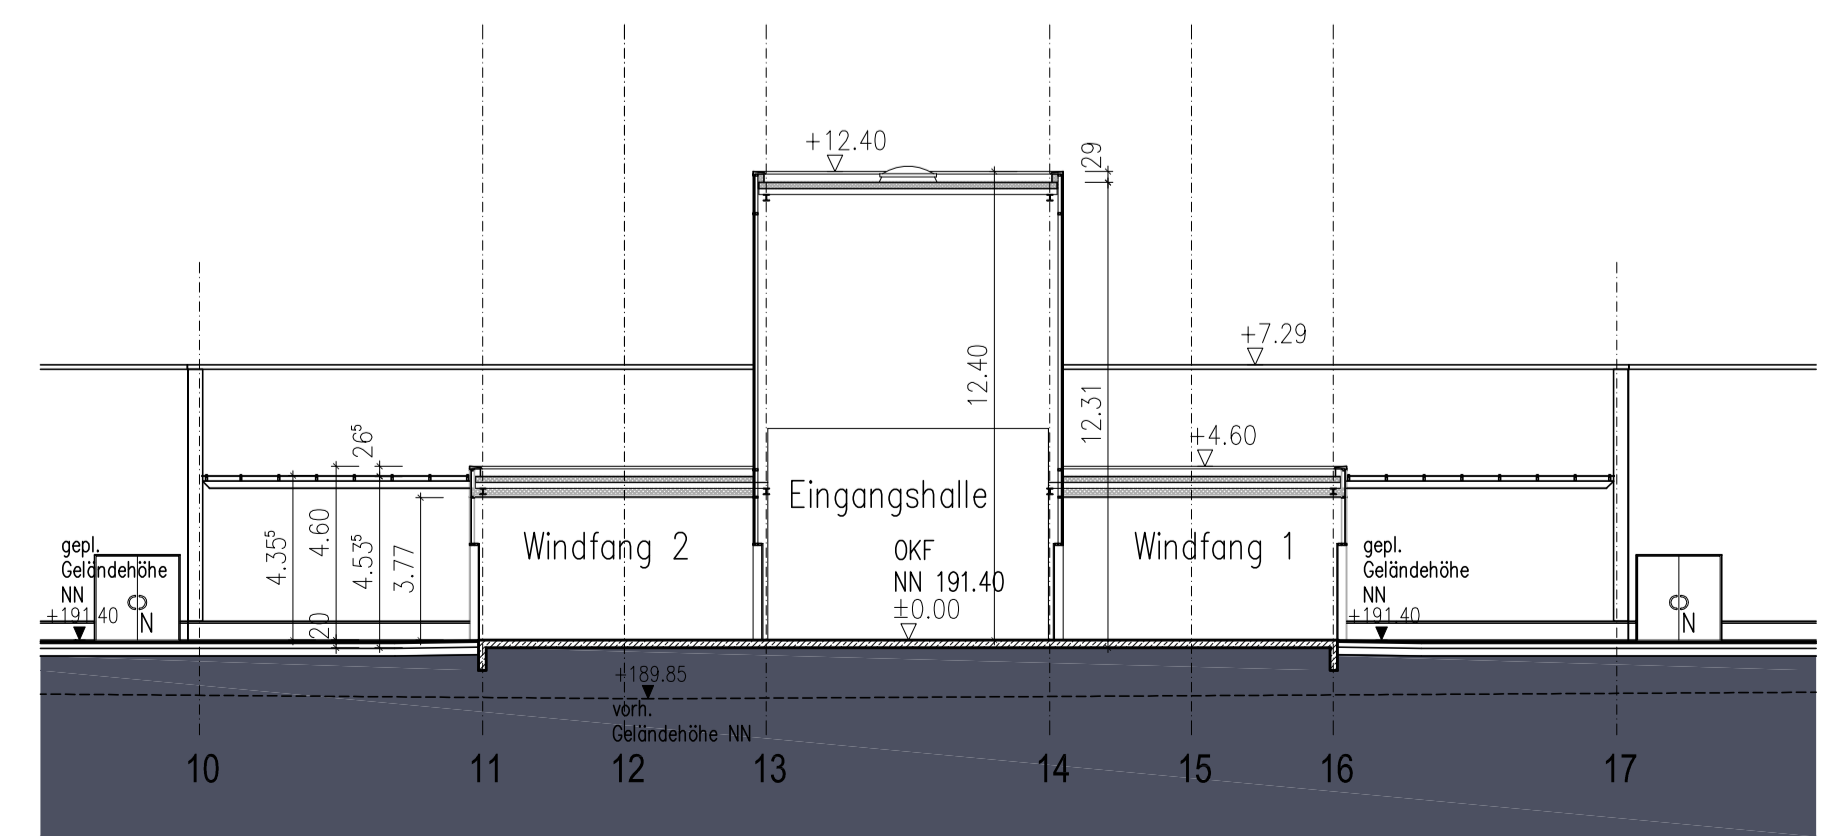 +12.40
29
+7.29
12.40
12.31
+4.60
26⁵
4.35⁵
4.60
4.53⁵
3.77
20
Eingangshalle
Windfang 2
Windfang 1
OKF
NN 191.40
±0.00
gepl.
Geländehöhe
NN
+191.40
N
gepl.
Geländehöhe
NN
+191.40
N
+189.85
vorh.
Geländehöhe NN
10 11 12 13 14 15 16 17